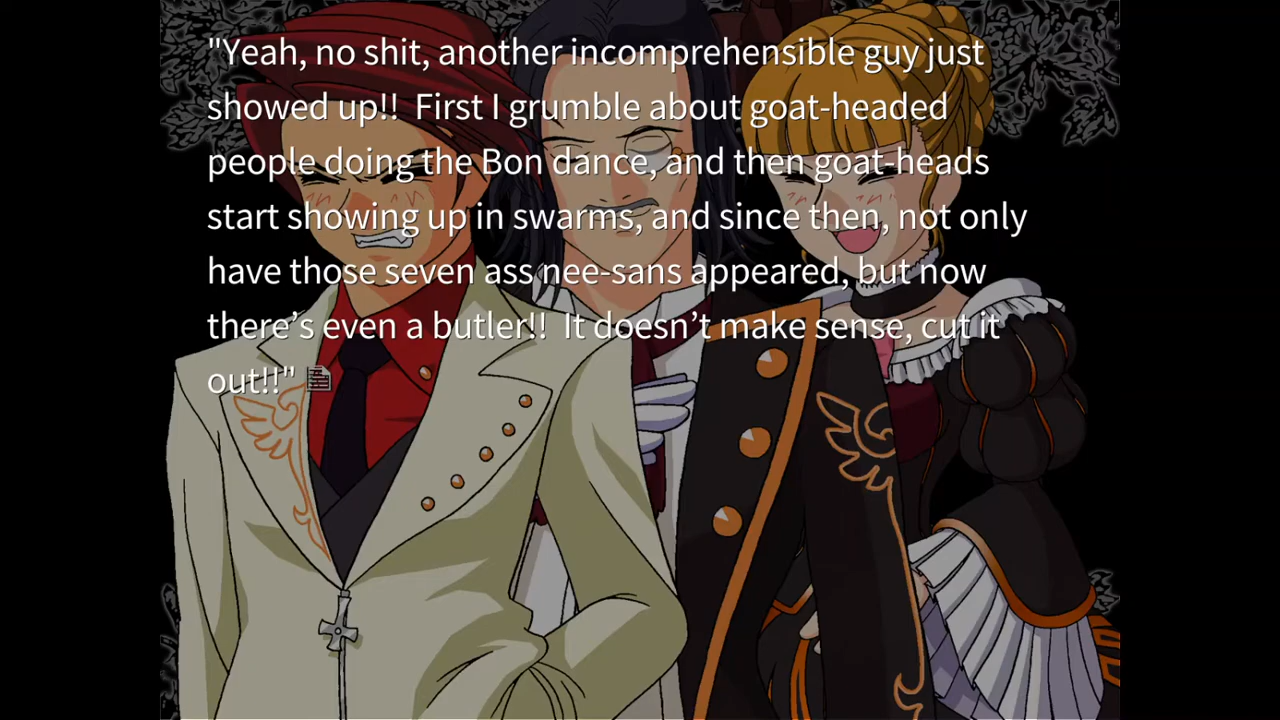 "Yeah, no shit, another incomprehensible guy just
showed up!!  First I grumble about goat-headed
people doing the Bon dance, and then goat-heads
start showing up in swarms, and since then, not only
have those seven ass nee-sans appeared, but now
there’s even a butler!!  It doesn’t make sense, cut it
out!!"